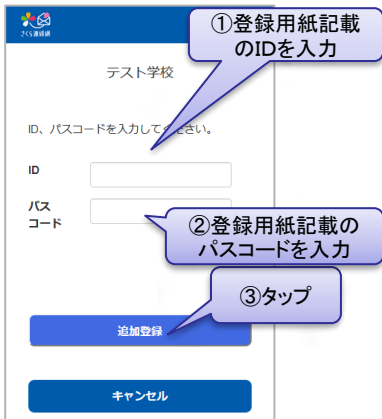 さくら連絡網
①登録用紙記載
のIDを入力
テスト学校
ID、パスコードを入力してください。
ID
パス
コード
②登録用紙記載の
パスコードを入力
③タップ
追加登録
キャンセル